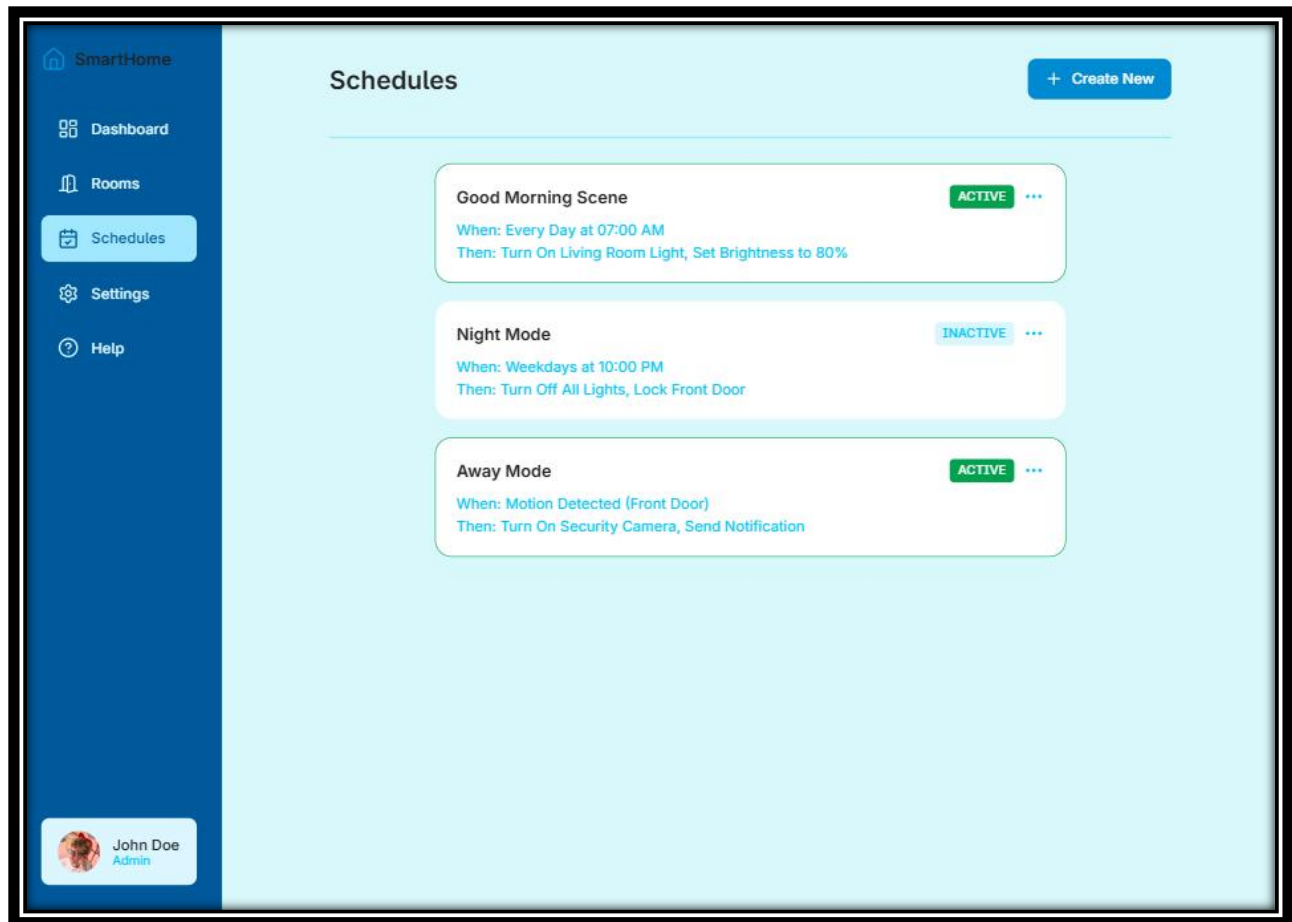 SmartHome
Dashboard
Rooms
Schedules
Settings
Help
John Doe
Admin
Schedules
+ Create New
Good Morning Scene
ACTIVE
When: Every Day at 07:00 AM
Then: Turn On Living Room Light, Set Brightness to 80%
Night Mode
INACTIVE
When: Weekdays at 10:00 PM
Then: Turn Off All Lights, Lock Front Door
Away Mode
ACTIVE
When: Motion Detected (Front Door)
Then: Turn On Security Camera, Send Notification